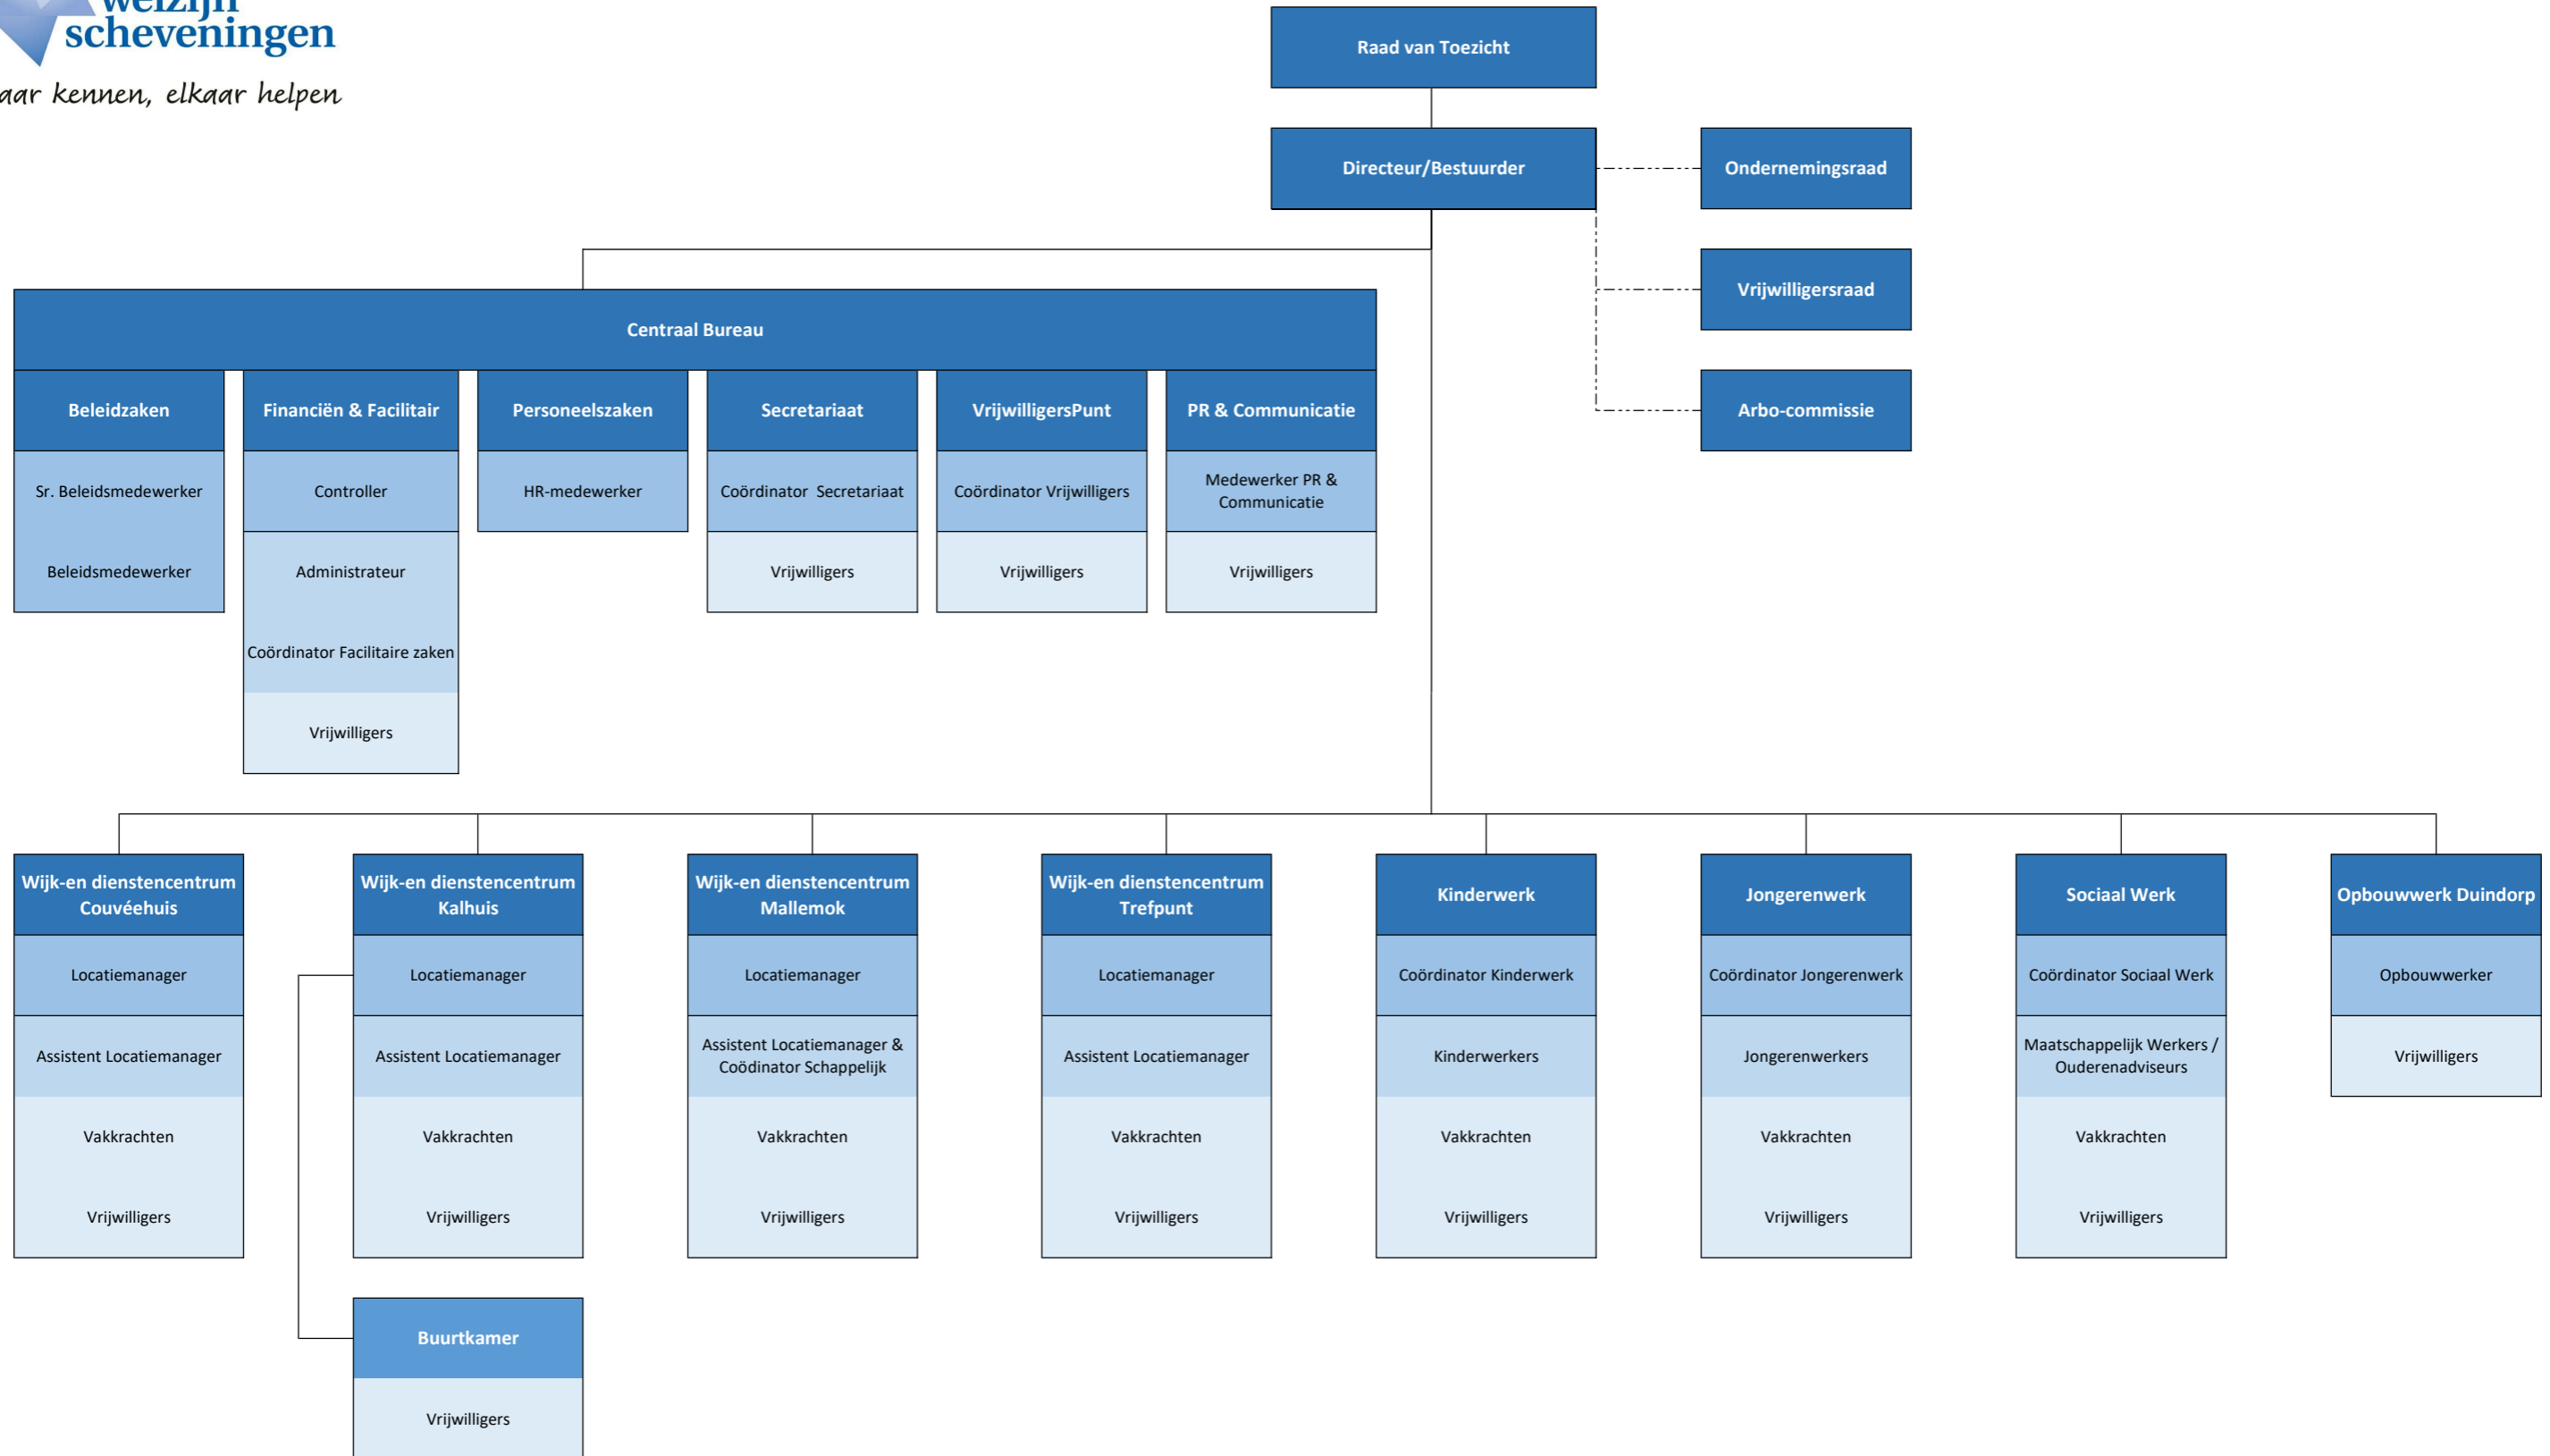 welzijn
scheveningen
aar kennen, elkaar helpen
Raad van Toezicht
Directeur/Bestuurder
Ondernemingsraad
Vrijwilligersraad
Arbo-commissie
Centraal Bureau
Beleidzaken
Sr. Beleidsmedewerker
Beleidsmedewerker
Financiën & Facilitair
Controller
Administrateur
Coördinator Facilitaire zaken
Vrijwilligers
Personeelszaken
HR-medewerker
Secretariaat
Coördinator Secretariaat
Vrijwilligers
VrijwilligersPunt
Coördinator Vrijwilligers
Vrijwilligers
PR & Communicatie
Medewerker PR &
Communicatie
Vrijwilligers
Wijk-en dienstencentrum
Couvéehuis
Locatiemanager
Assistent Locatiemanager
Vakkrachten
Vrijwilligers
Wijk-en dienstencentrum
Kalhuis
Locatiemanager
Assistent Locatiemanager
Vakkrachten
Vrijwilligers
Buurtkamer
Vrijwilligers
Wijk-en dienstencentrum
Mallemok
Locatiemanager
Assistent Locatiemanager &
Coödinator Schappelijk
Vakkrachten
Vrijwilligers
Wijk-en dienstencentrum
Trefpunt
Locatiemanager
Assistent Locatiemanager
Vakkrachten
Vrijwilligers
Kinderwerk
Coördinator Kinderwerk
Kinderwerkers
Vakkrachten
Vrijwilligers
Jongerenwerk
Coördinator Jongerenwerk
Jongerenwerkers
Vakkrachten
Vrijwilligers
Sociaal Werk
Coördinator Sociaal Werk
Maatschappelijk Werkers /
Ouderenadviseurs
Vakkrachten
Vrijwilligers
Opbouwwerk Duindorp
Opbouwwerker
Vrijwilligers